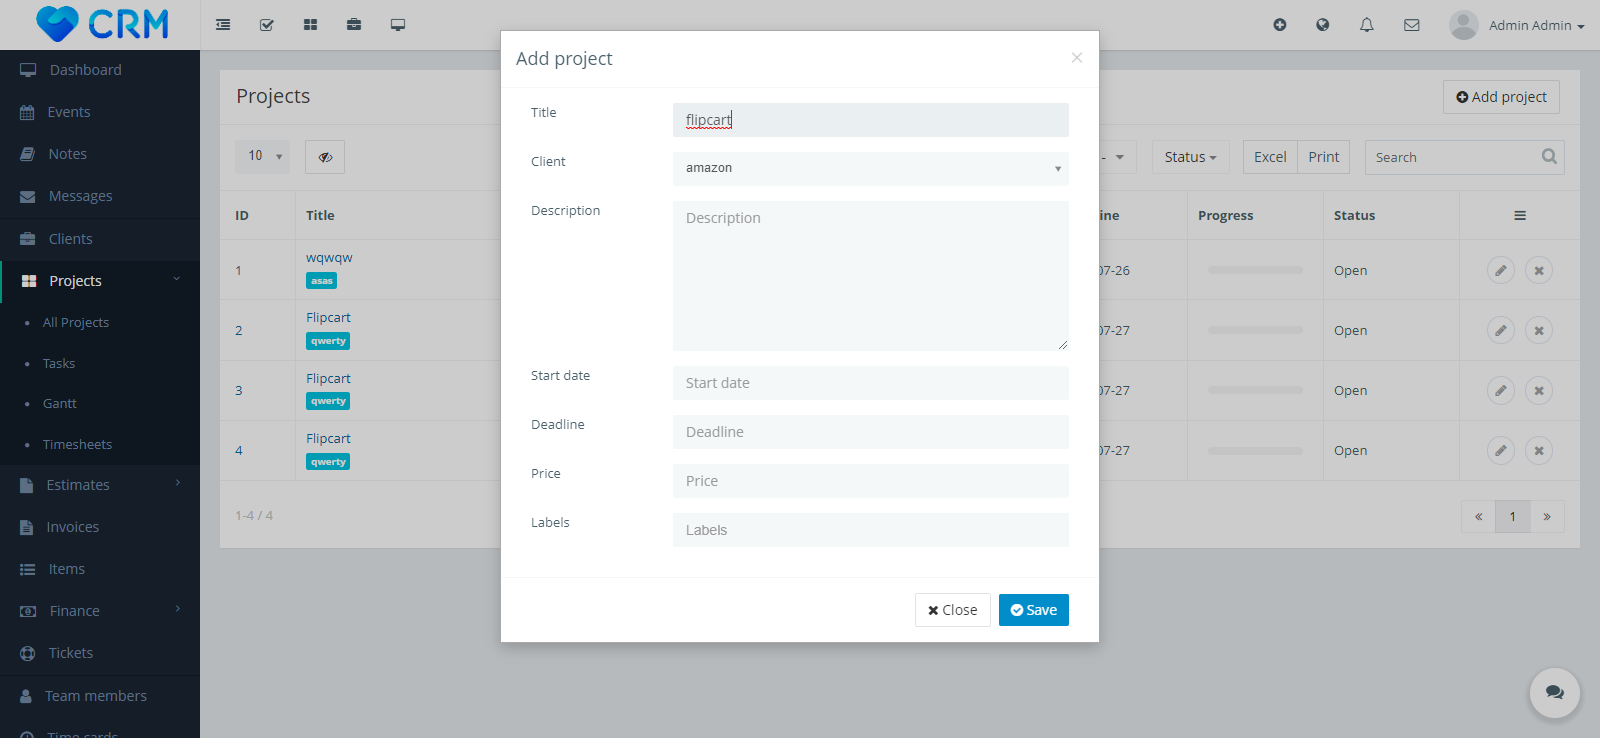 CRM
Admin Admin
Dashboard
Events
Notes
Messages
Clients
Projects
All Projects
Tasks
Gantt
Timesheets
Estimates
Invoices
Items
Finance
Tickets
Team members
Time cards
Projects
Add project
10
-
Status
Excel
Print
Search
ID
Title
ine
Progress
Status
1
wqwqw
asas
07-26
Open
2
Flipcart
qwerty
07-27
Open
3
Flipcart
qwerty
07-27
Open
4
Flipcart
qwerty
07-27
Open
1-4 / 4
«
1
»
Add project
×
Title
flipcart
Client
amazon
Description
Description
Start date
Start date
Deadline
Deadline
Price
Price
Labels
Labels
Close
Save